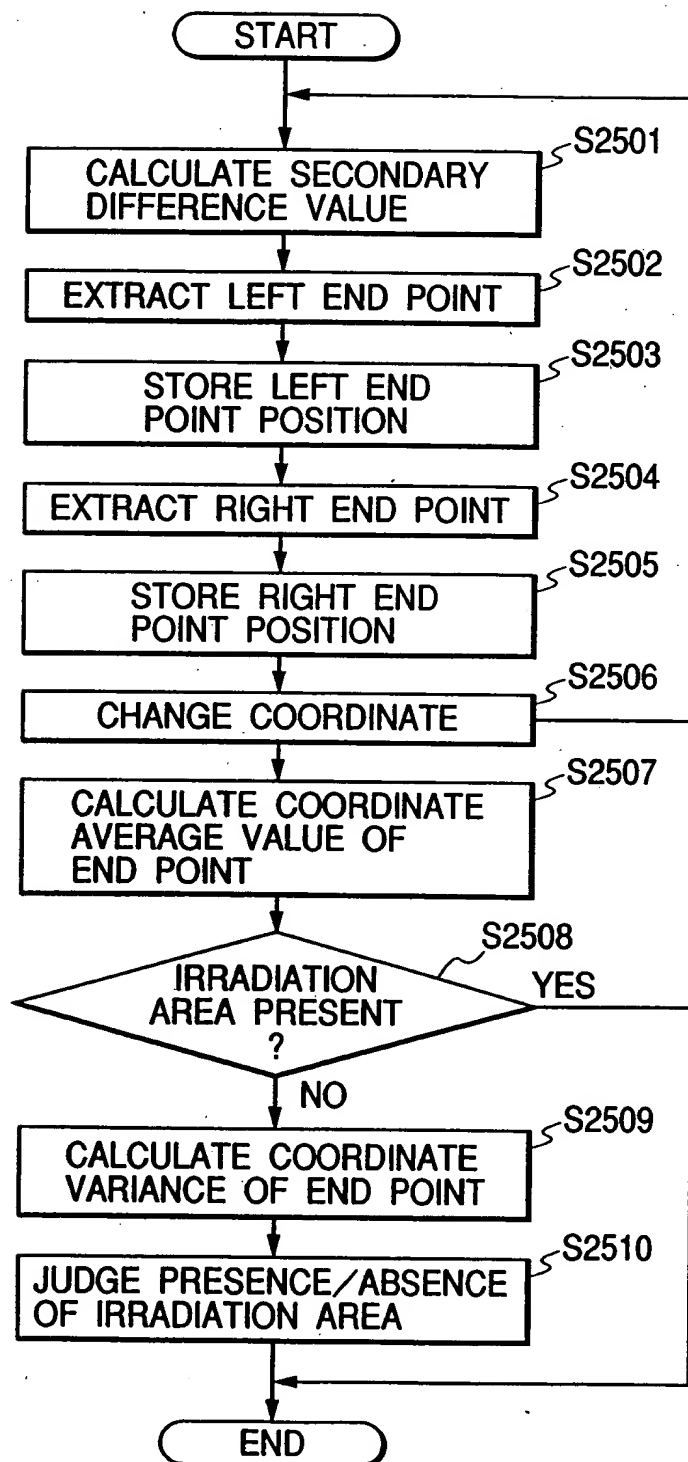 START
S2501
CALCULATE SECONDARY
DIFFERENCE VALUE
S2502
EXTRACT LEFT END POINT
S2503
STORE LEFT END
POINT POSITION
S2504
EXTRACT RIGHT END POINT
S2505
STORE RIGHT END
POINT POSITION
S2506
CHANGE COORDINATE
S2507
CALCULATE COORDINATE
AVERAGE VALUE OF
END POINT
S2508
IRRADIATION
AREA PRESENT
?
YES
NO
S2509
CALCULATE COORDINATE
VARIANCE OF END POINT
S2510
JUDGE PRESENCE/ABSENCE
OF IRRADIATION AREA
END